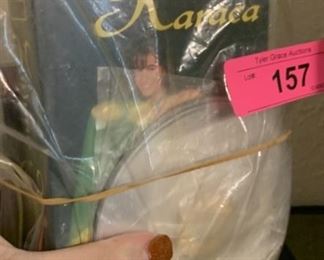 Karaca
Tyler Grace Auctions
Lot#
157